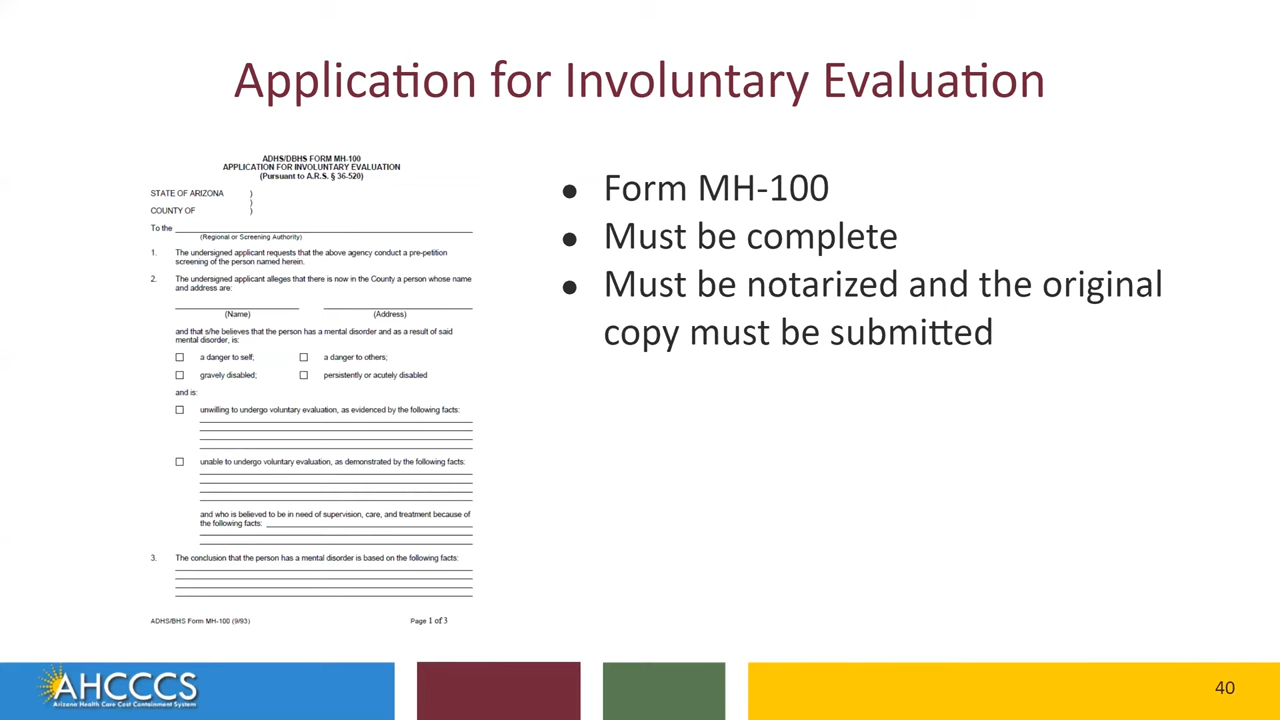 Application for Involuntary Evaluation
ADHS/DBHS FORM MH-100
APPLICATION FOR INVOLUNTARY EVALUATION
(Pursuant to A.R.S. § 36-520)
STATE OF ARIZONA )
)
COUNTY OF )
To the
(Regional or Screening Authority)
1. The undersigned applicant requests that the above agency conduct a pre-petition
screening of the person named herein.
2. The undersigned applicant alleges that there is now in the County a person whose name
and address are:
(Name) (Address)
and that s/he believes that the person has a mental disorder and as a result of said
mental disorder, is:
a danger to self; a danger to others;
gravely disabled; persistently or acutely disabled
and is:
unwilling to undergo voluntary evaluation, as evidenced by the following facts:
unable to undergo voluntary evaluation, as demonstrated by the following facts:
and who is believed to be in need of supervision, care, and treatment because of
the following facts:
3. The conclusion that the person has a mental disorder is based on the following facts:
ADHS/BHS Form MH-100 (9/93) Page 1 of 3
● Form MH-100
● Must be complete
● Must be notarized and the original
copy must be submitted
AHCCCS
Arizona Health Care Cost Containment System
40